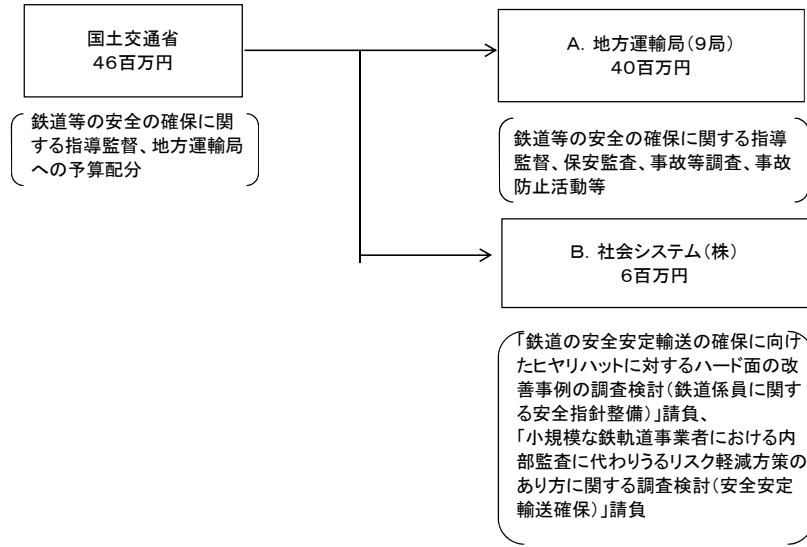 国土交通省
46百万円
鉄道等の安全の確保に関
する指導監督、地方運輸局
への予算配分
A. 地方運輸局(9局)
40百万円
鉄道等の安全の確保に関する指導
監督、保安監査、事故等調査、事故
防止活動等
B. 社会システム(株)
6百万円
「鉄道の安全安定輸送の確保に向け
たヒヤリハットに対するハード面の改
善事例の調査検討(鉄道係員に関す
る安全指針整備)」請負、
「小規模な鉄軌道事業者における内
部監査に代わりうるリスク軽減方策の
あり方に関する調査検討(安全安定
輸送確保)」請負